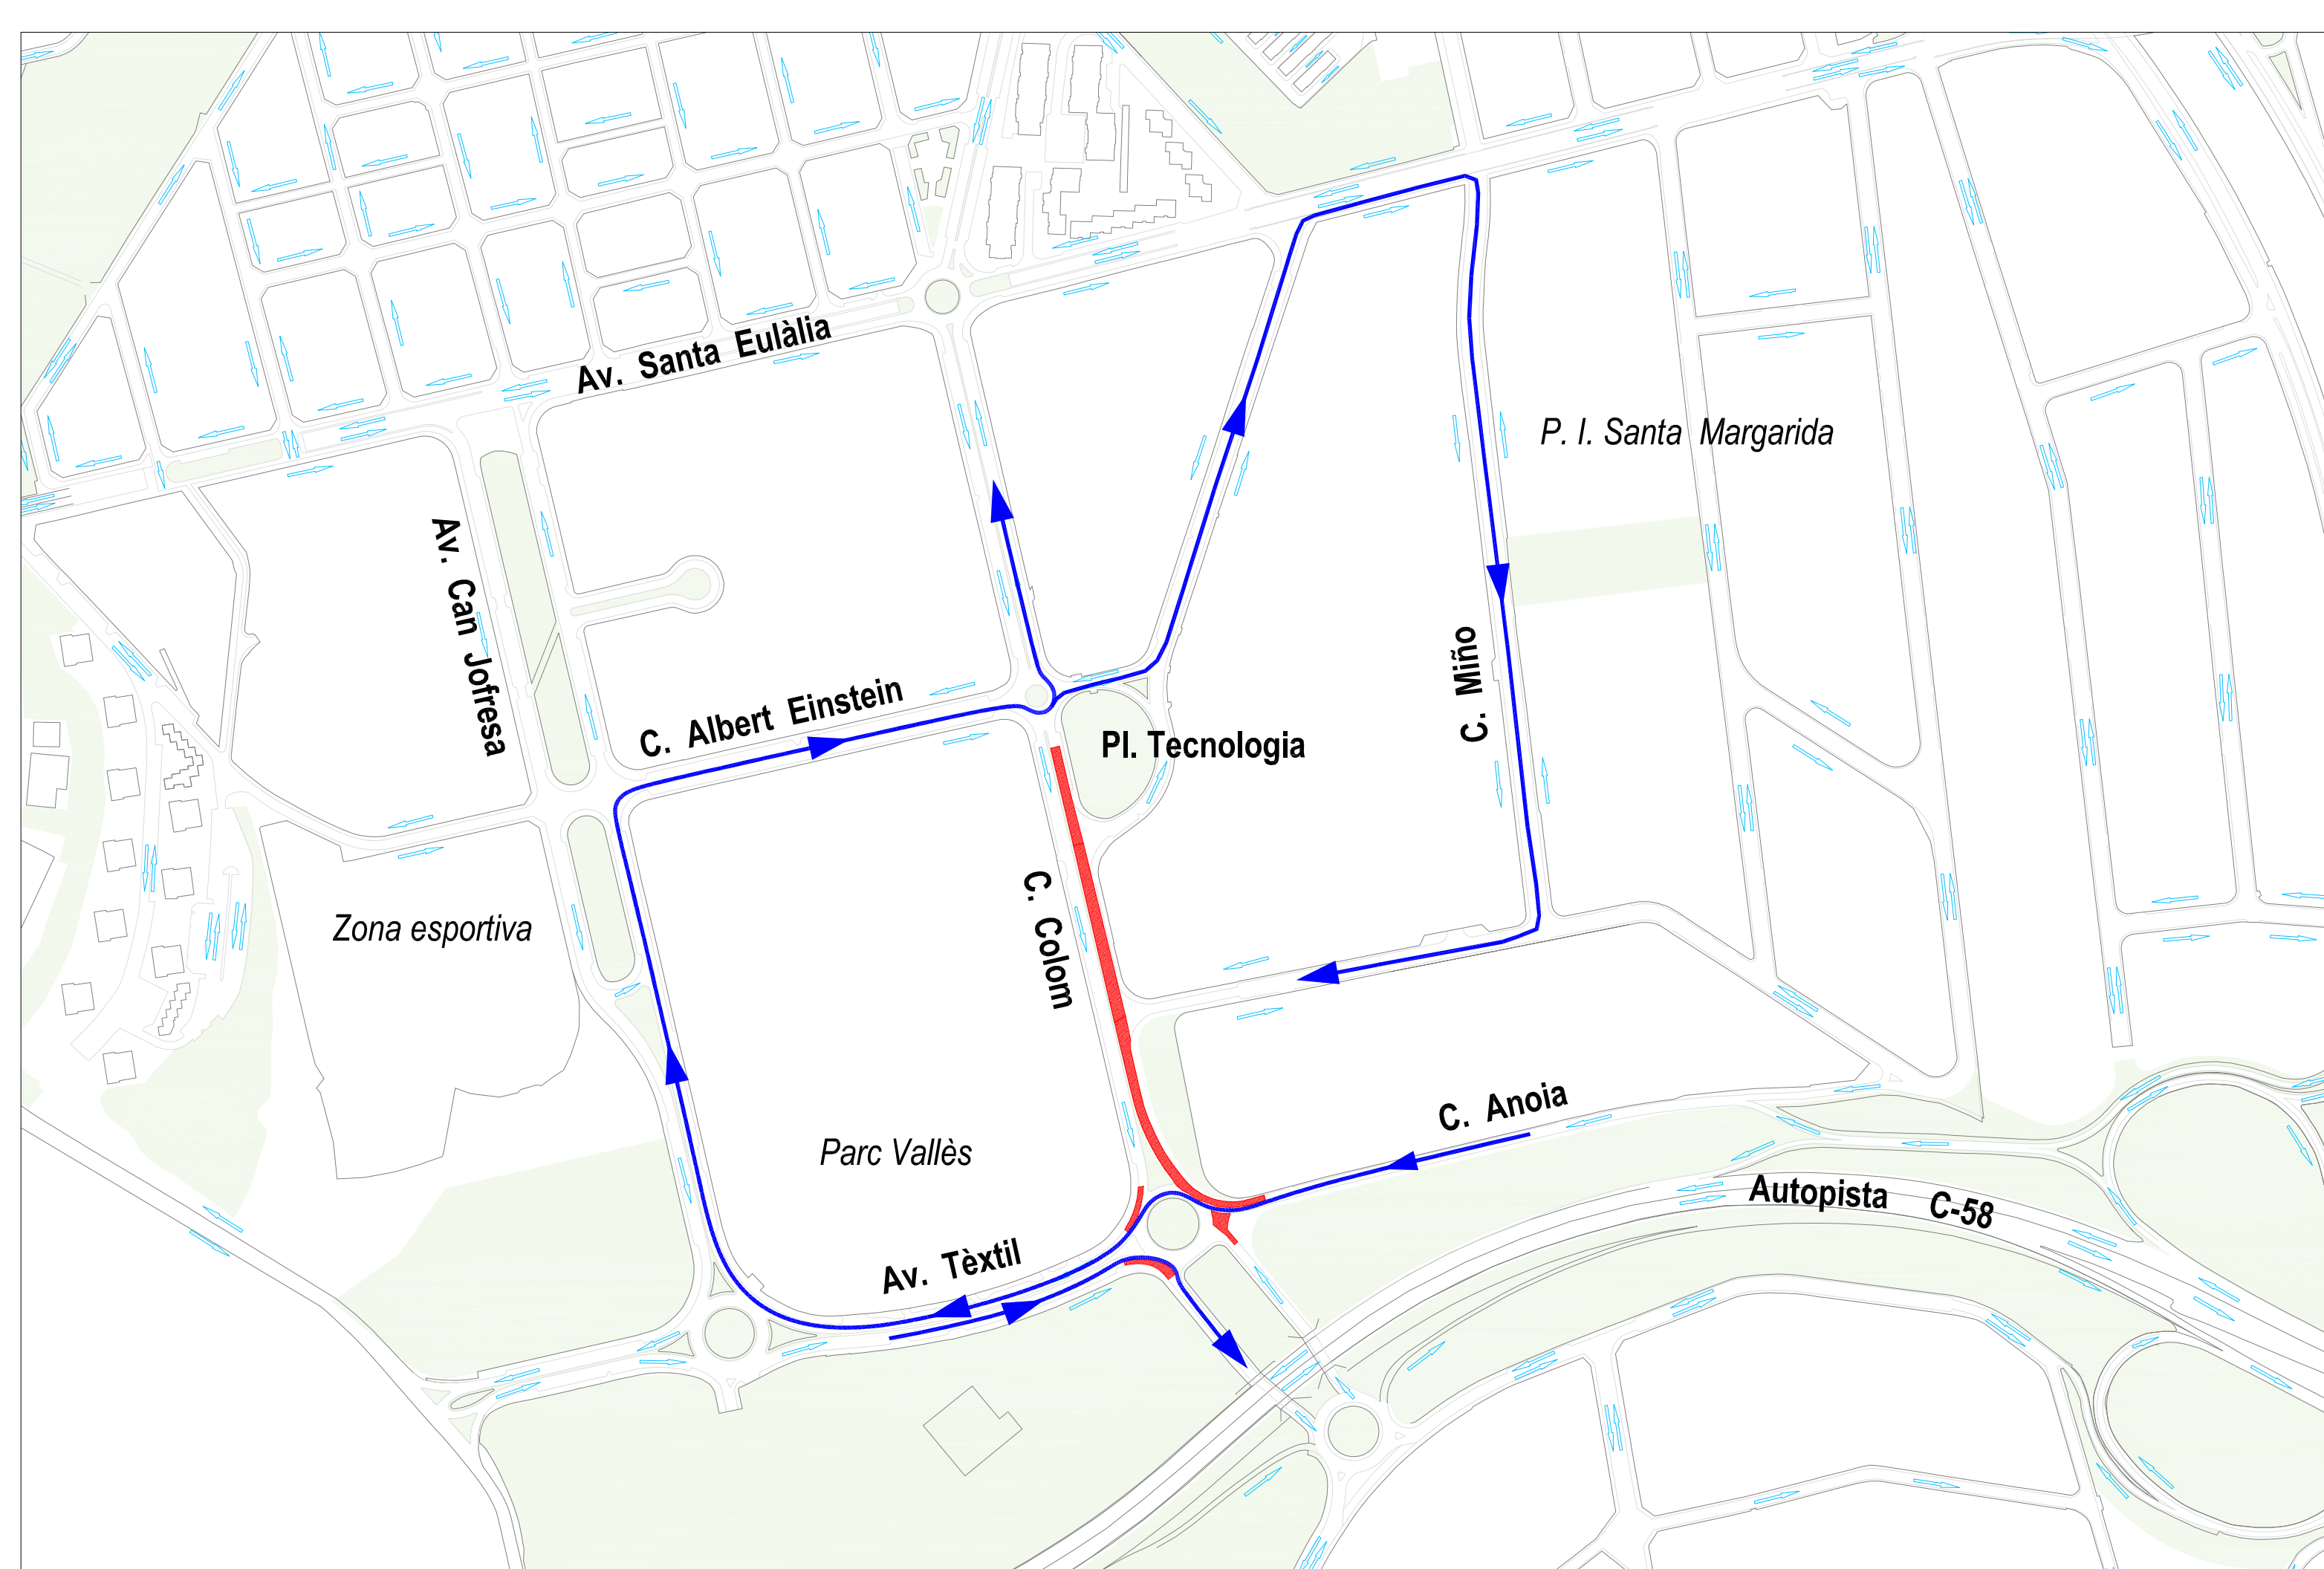 Av. Santa Eulàlia
P. I. Santa Margarida
Av. Can Jofresa
C. Miño
C. Albert Einstein
Pl. Tecnologia
C. Colom
Zona esportiva
C. Anoia
Parc Vallès
Autopista C-58
Av. Tèxtil